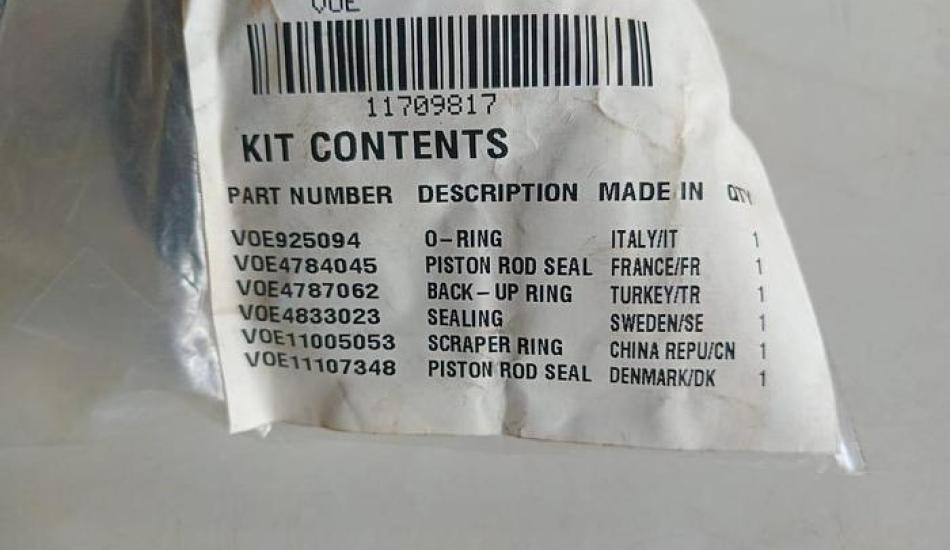 VOE
11709817
KIT CONTENTS
PART NUMBER DESCRIPTION MADE IN QTY
VOE925094 O-RING ITALY/IT 1
VOE4784045 PISTON ROD SEAL FRANCE/FR 1
VOE4787062 BACK-UP RING TURKEY/TR 1
VOE4833023 SEALING SWEDEN/SE 1
VOE11005053 SCRAPER RING CHINA REPU/CN 1
VOE11107348 PISTON ROD SEAL DENMARK/DK 1